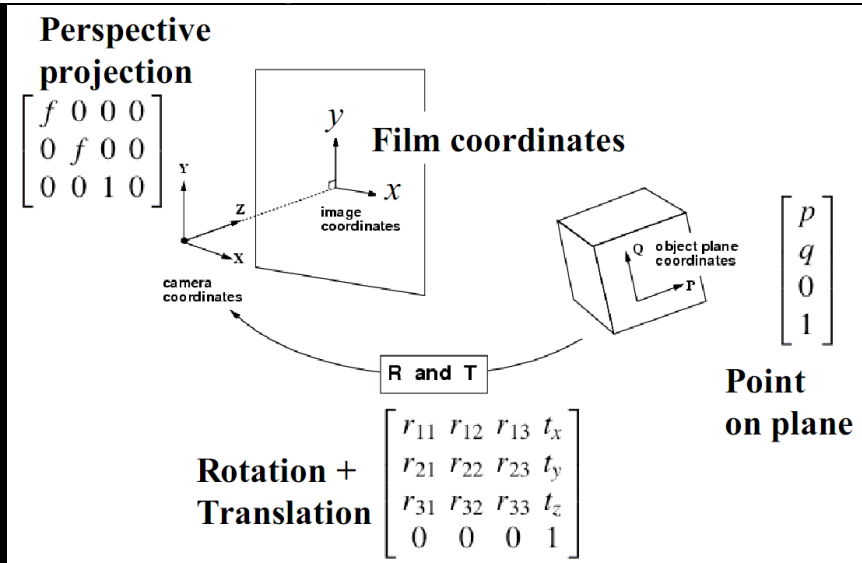 Perspective
projection
f 0 0 0
0 f 0 0
0 0 1 0
Y
Z
X
camera
coordinates
y
x
image
coordinates
Film coordinates
Q
P
object plane
coordinates
p
q
0
1
Point
on plane
R and T
Rotation +
Translation
r11 r12 r13 tx
r21 r22 r23 ty
r31 r32 r33 tz
0 0 0 1